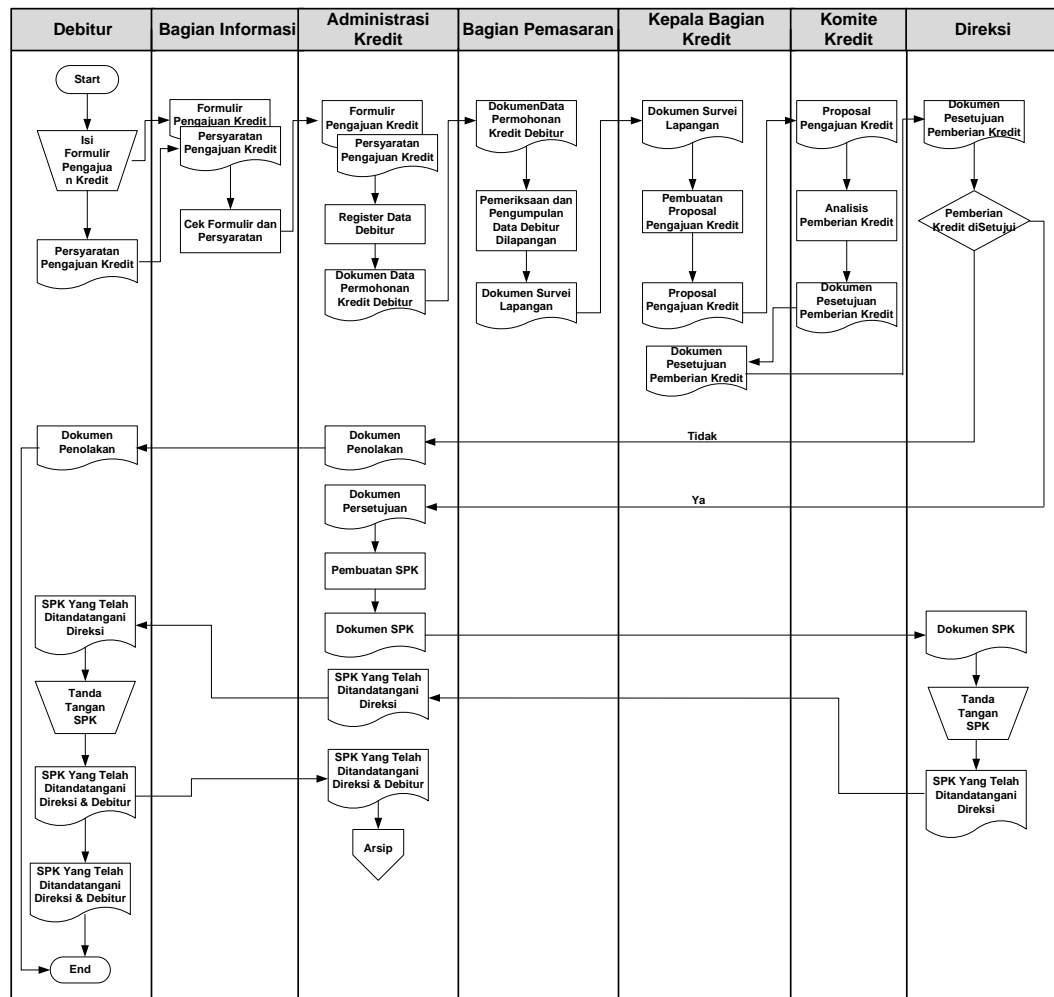 Debitur
Bagian Informasi
Administrasi
Kredit
Bagian Pemasaran
Kepala Bagian
Kredit
Komite
Kredit
Direksi
Start
Isi
Formulir
Pengajua
n Kredit
Persyaratan
Pengajuan Kredit
Formulir
Pengajuan Kredit
Persyaratan
Pengajuan Kredit
Cek Formulir dan
Persyaratan
Formulir
Pengajuan Kredit
Persyaratan
Pengajuan Kredit
Register Data
Debitur
Dokumen Data
Permohonan
Kredit Debitur
DokumenData
Permohonan
Kredit Debitur
Pemeriksaan dan
Pengumpulan
Data Debitur
Dilapangan
Dokumen Survei
Lapangan
Dokumen Survei
Lapangan
Pembuatan
Proposal
Pengajuan Kredit
Proposal
Pengajuan Kredit
Dokumen
Pesetujuan
Pemberian Kredit
Proposal
Pengajuan Kredit
Analisis
Pemberian Kredit
Dokumen
Pesetujuan
Pemberian Kredit
Dokumen
Pesetujuan
Pemberian Kredit
Pemberian
Kredit diSetujui
Tidak
Dokumen
Penolakan
Dokumen
Penolakan
Ya
Dokumen
Persetujuan
Pembuatan SPK
Dokumen SPK
Dokumen SPK
Tanda
Tangan
SPK
SPK Yang Telah
Ditandatangani
Direksi
SPK Yang Telah
Ditandatangani
Direksi
SPK Yang Telah
Ditandatangani
Direksi
Tanda
Tangan
SPK
SPK Yang Telah
Ditandatangani
Direksi & Debitur
SPK Yang Telah
Ditandatangani
Direksi & Debitur
Arsip
SPK Yang Telah
Ditandatangani
Direksi & Debitur
End